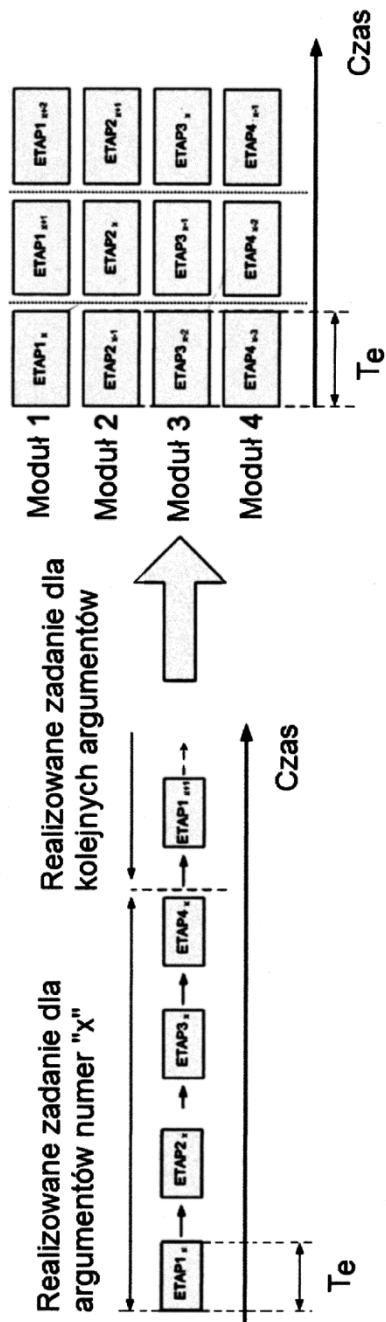 Realizowane zadanie dla
argumentów numer "x"
Realizowane zadanie dla
kolejnych argumentów
ETAP1 x
ETAP2 x
ETAP3 x
ETAP4 x
ETAP1 x+1
Te
Czas
Moduł 1
ETAP1 x
ETAP1 x+1
ETAP1 x+2
Moduł 2
ETAP2 x-1
ETAP2 x
ETAP2 x+1
Moduł 3
ETAP3 x-2
ETAP3 x-1
ETAP3 x
Moduł 4
ETAP4 x-3
ETAP4 x-2
ETAP4 x-1
Te
Czas